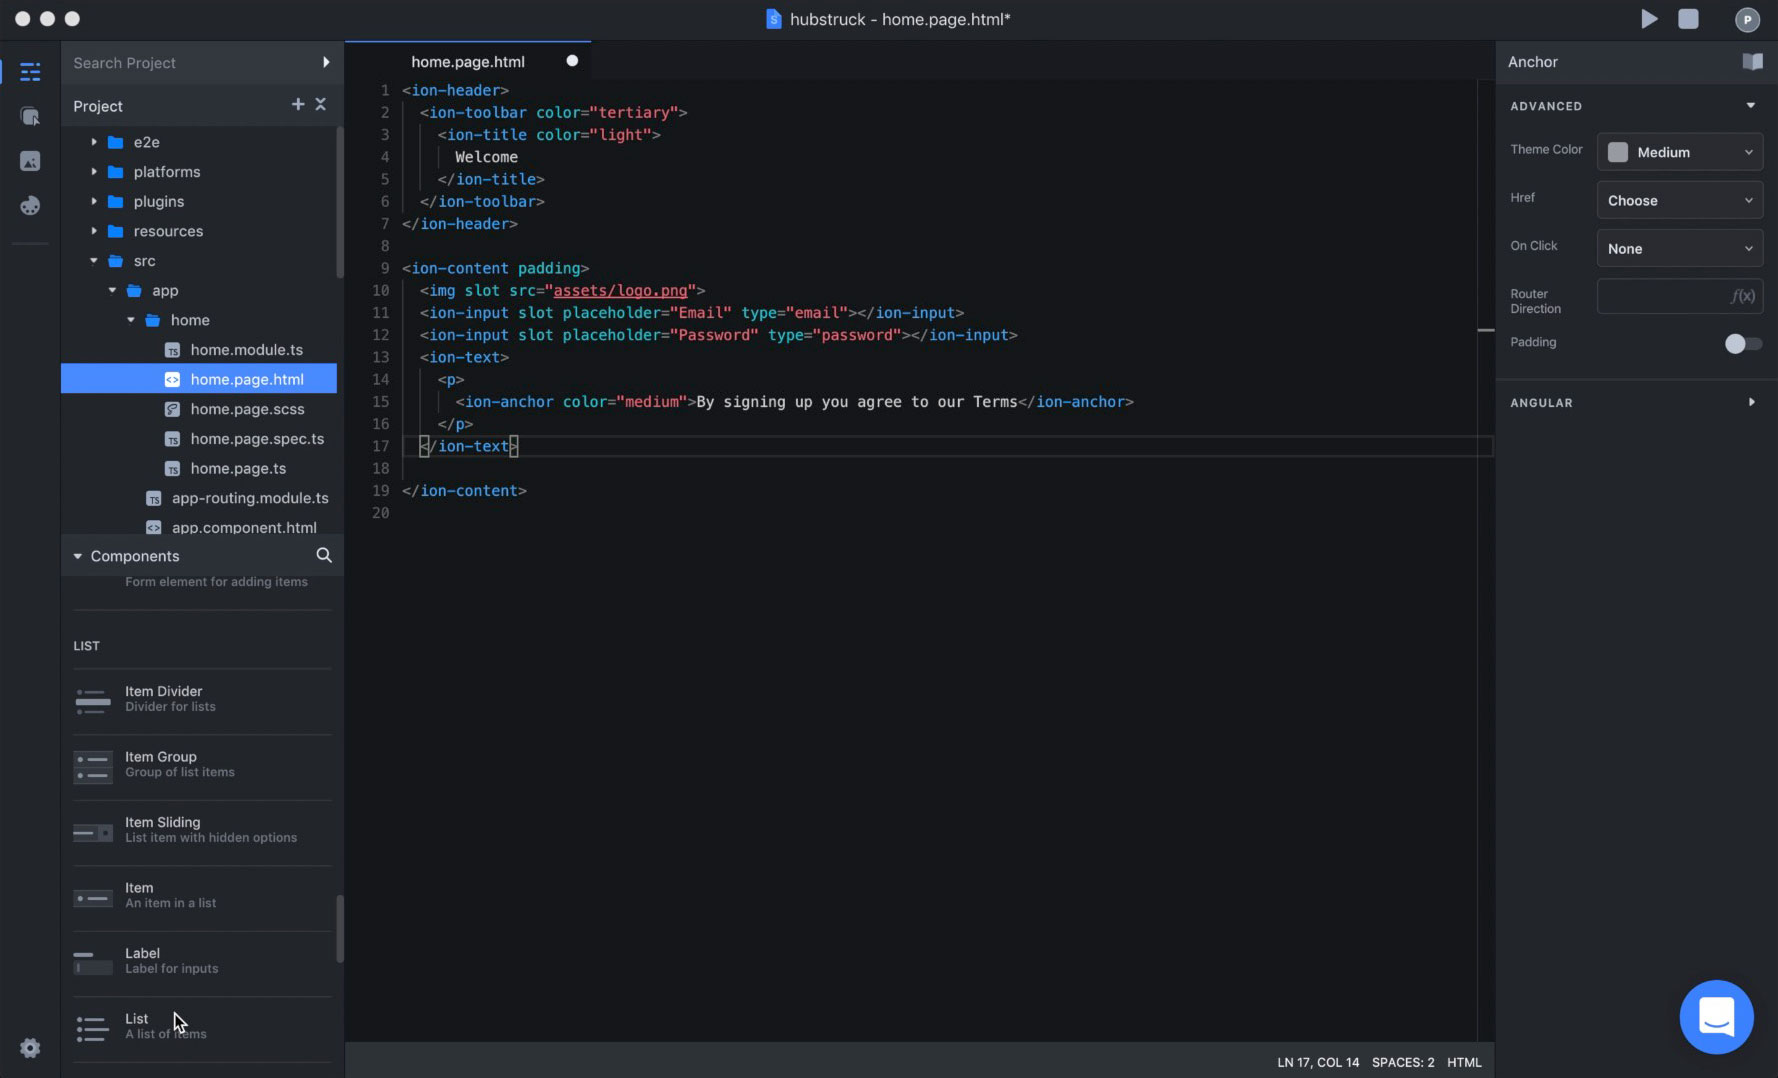 hubstruck - home.page.html*
P
Search Project
Project
e2e
platforms
plugins
resources
src
app
home
home.module.ts
home.page.html
home.page.scss
home.page.spec.ts
home.page.ts
app-routing.module.ts
app.component.html
Components
Form element for adding items
LIST
Item Divider
Divider for lists
Item Group
Group of list items
Item Sliding
List item with hidden options
Item
An item in a list
Label
Label for inputs
List
A list of items
home.page.html
1 <ion-header>
2 <ion-toolbar color="tertiary">
3 <ion-title color="light">
4 Welcome
5 </ion-title>
6 </ion-toolbar>
7 </ion-header>
8
9 <ion-content padding>
10 <img slot src="assets/logo.png">
11 <ion-input slot placeholder="Email" type="email"></ion-input>
12 <ion-input slot placeholder="Password" type="password"></ion-input>
13 <ion-text>
14 <p>
15 <ion-anchor color="medium">By signing up you agree to our Terms</ion-anchor>
16 </p>
17 </ion-text>
18
19 </ion-content>
20
LN 17, COL 14 SPACES: 2 HTML
Anchor
ADVANCED
Theme Color Medium
Href Choose
On Click None
Router
Direction
f(x)
Padding
ANGULAR